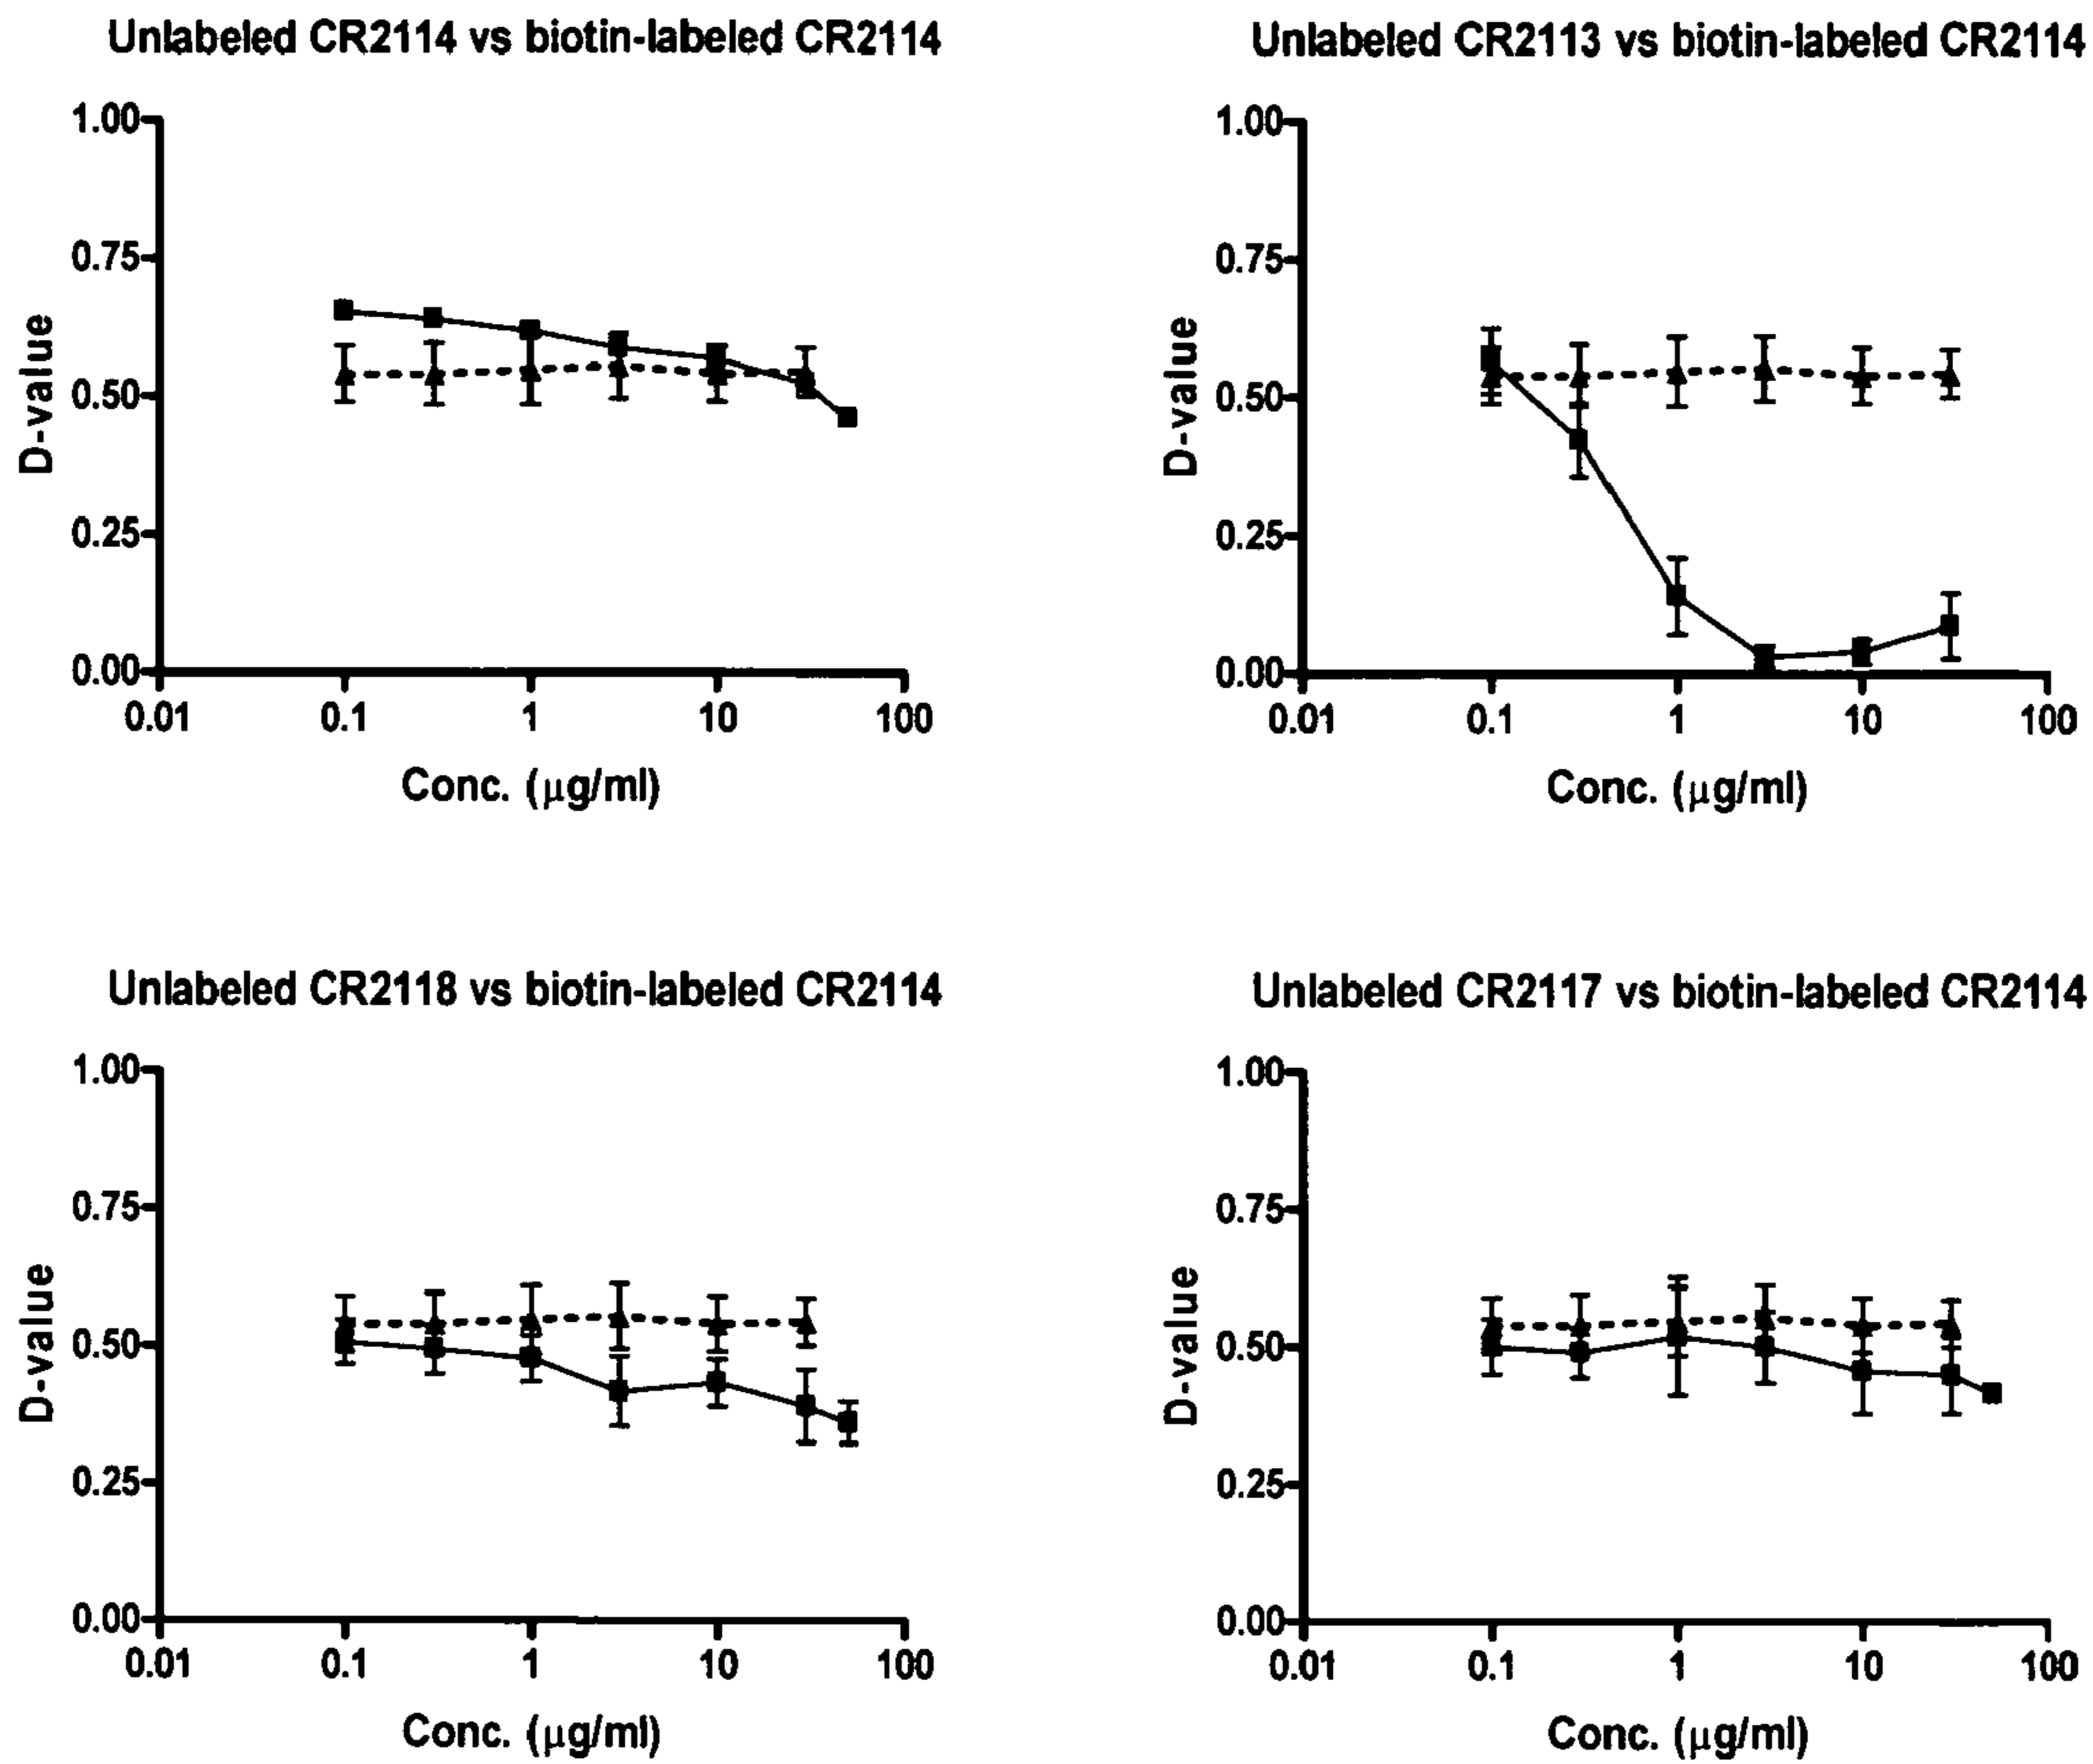 Unlabeled CR2114 vs biotin-labeled CR2114
1.00
0.75
0.50
0.25
0.00
D-value
0.01 0.1 1 10 100
Conc. (μg/ml)
Unlabeled CR2113 vs biotin-labeled CR2114
1.00
0.75
0.50
0.25
0.00
D-value
0.01 0.1 1 10 100
Conc. (μg/ml)
Unlabeled CR2118 vs biotin-labeled CR2114
1.00
0.75
0.50
0.25
0.00
D-value
0.01 0.1 1 10 100
Conc. (μg/ml)
Unlabeled CR2117 vs biotin-labeled CR2114
1.00
0.75
0.50
0.25
0.00
D-value
0.01 0.1 1 10 100
Conc. (μg/ml)